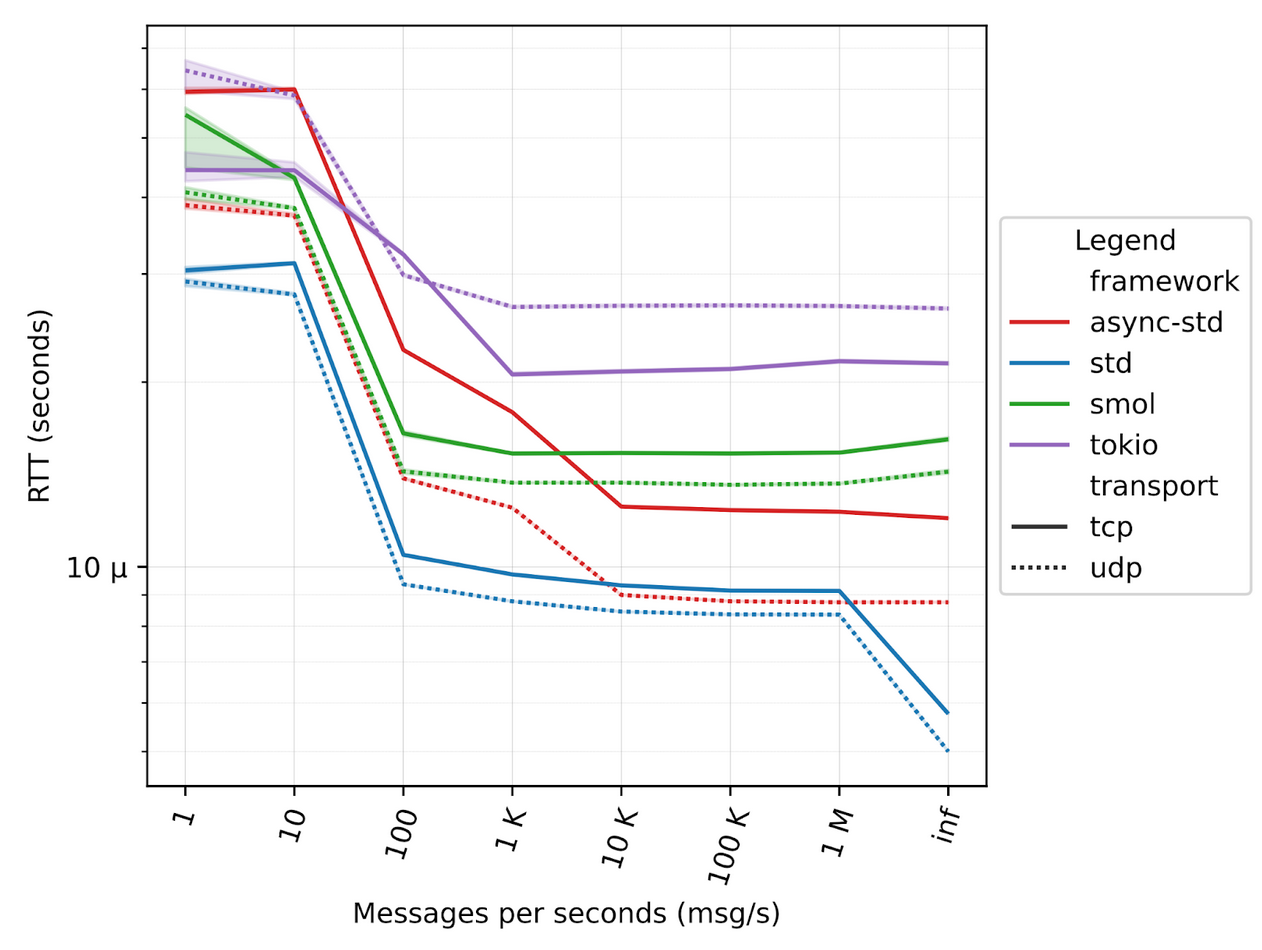 RTT (seconds)
10 µ
1
10
100
1 K
10 K
100 K
1 M
inf
Messages per seconds (msg/s)
Legend
framework
async-std
std
smol
tokio
transport
tcp
udp